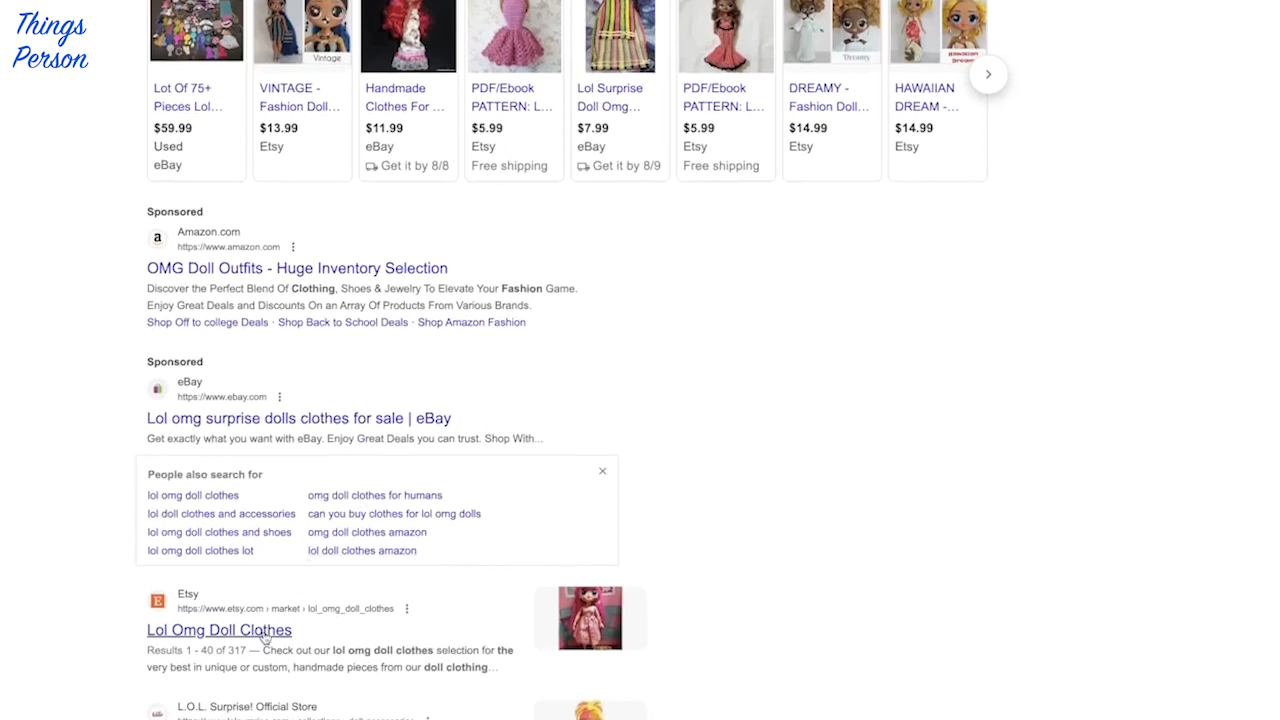 Things
Person
Vintage
Dreamy
Hawaiian
Dream
Lot Of 75+
Pieces Lol...
$59.99
Used
eBay
VINTAGE -
Fashion Doll...
$13.99
Etsy
Handmade
Clothes For ...
$11.99
eBay
Get it by 8/8
PDF/Ebook
PATTERN: L...
$5.99
Etsy
Free shipping
Lol Surprise
Doll Omg...
$7.99
eBay
Get it by 8/9
PDF/Ebook
PATTERN: L...
$5.99
Etsy
Free shipping
DREAMY -
Fashion Doll...
$14.99
Etsy
HAWAIIAN
DREAM -...
$14.99
Etsy
Sponsored
a
Amazon.com
https://www.amazon.com
OMG Doll Outfits - Huge Inventory Selection
Discover the Perfect Blend Of Clothing, Shoes & Jewelry To Elevate Your Fashion Game.
Enjoy Great Deals and Discounts On an Array Of Products From Various Brands.
Shop Off to college Deals · Shop Back to School Deals · Shop Amazon Fashion
Sponsored
eBay
https://www.ebay.com
Lol omg surprise dolls clothes for sale | eBay
Get exactly what you want with eBay. Enjoy Great Deals you can trust. Shop With...
People also search for
lol omg doll clothes
omg doll clothes for humans
lol doll clothes and accessories
can you buy clothes for lol omg dolls
lol omg doll clothes and shoes
omg doll clothes amazon
lol omg doll clothes lot
lol doll clothes amazon
E
Etsy
https://www.etsy.com › market › lol_omg_doll_clothes
Lol Omg Doll Clothes
Results 1 - 40 of 317 — Check out our lol omg doll clothes selection for the
very best in unique or custom, handmade pieces from our doll clothing...
L.O.L. Surprise! Official Store